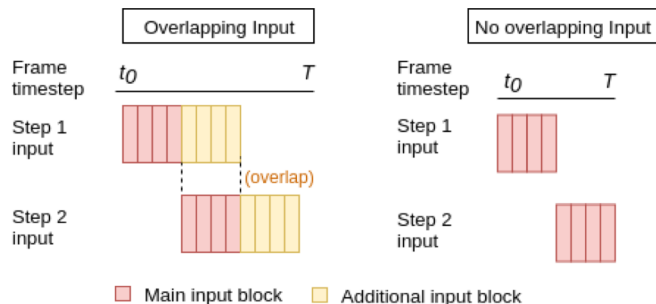 Overlapping Input
Frame timestep
t0
T
Step 1 input
(overlap)
Step 2 input
No overlapping Input
Frame timestep
t0
T
Step 1 input
Step 2 input
Main input block
Additional input block